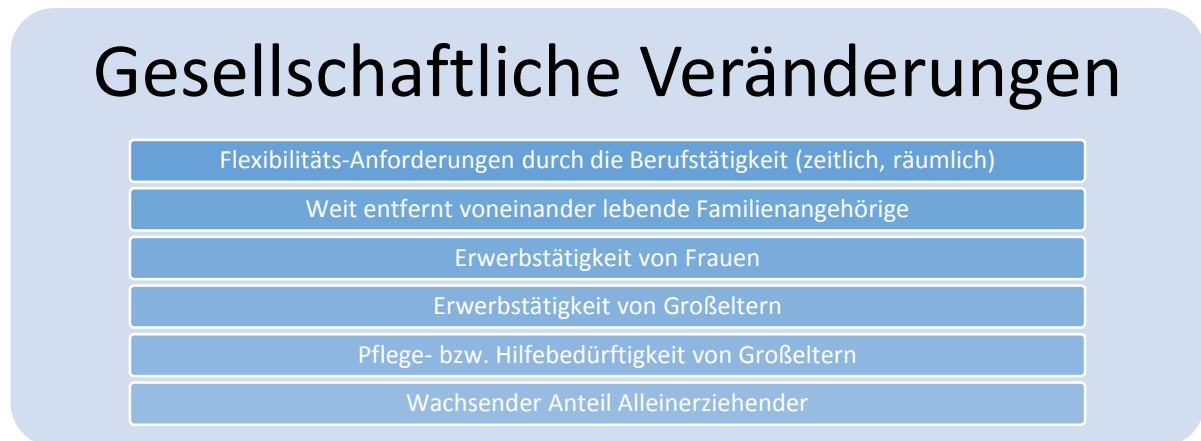 Gesellschaftliche Veränderungen
Flexibilitäts-Anforderungen durch die Berufstätigkeit (zeitlich, räumlich)
Weit entfernt voneinander lebende Familienangehörige
Erwerbstätigkeit von Frauen
Erwerbstätigkeit von Großeltern
Pflege- bzw. Hilfebedürftigkeit von Großeltern
Wachsender Anteil Alleinerziehender